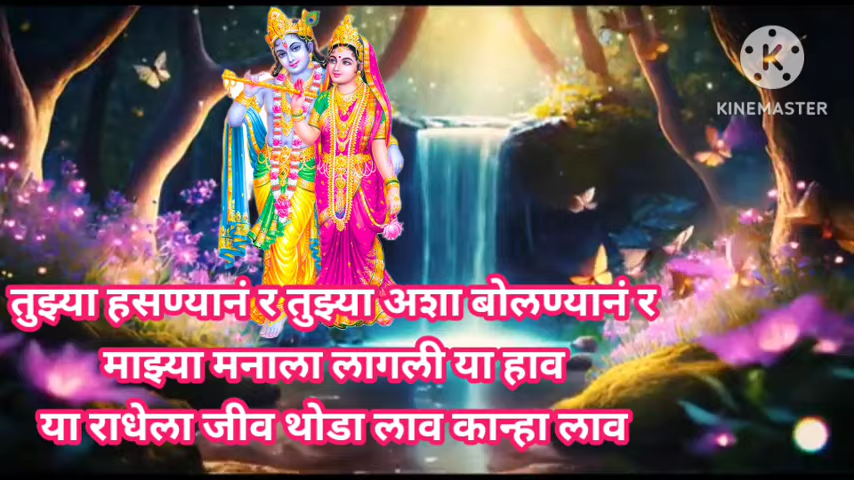 KINEMASTER
तुझ्या हसण्यानं र तुझ्या अशा बोलण्यानं र
माझ्या मनाला लागली या हाव
या राधेला जीव थोडा लाव कान्हा लाव